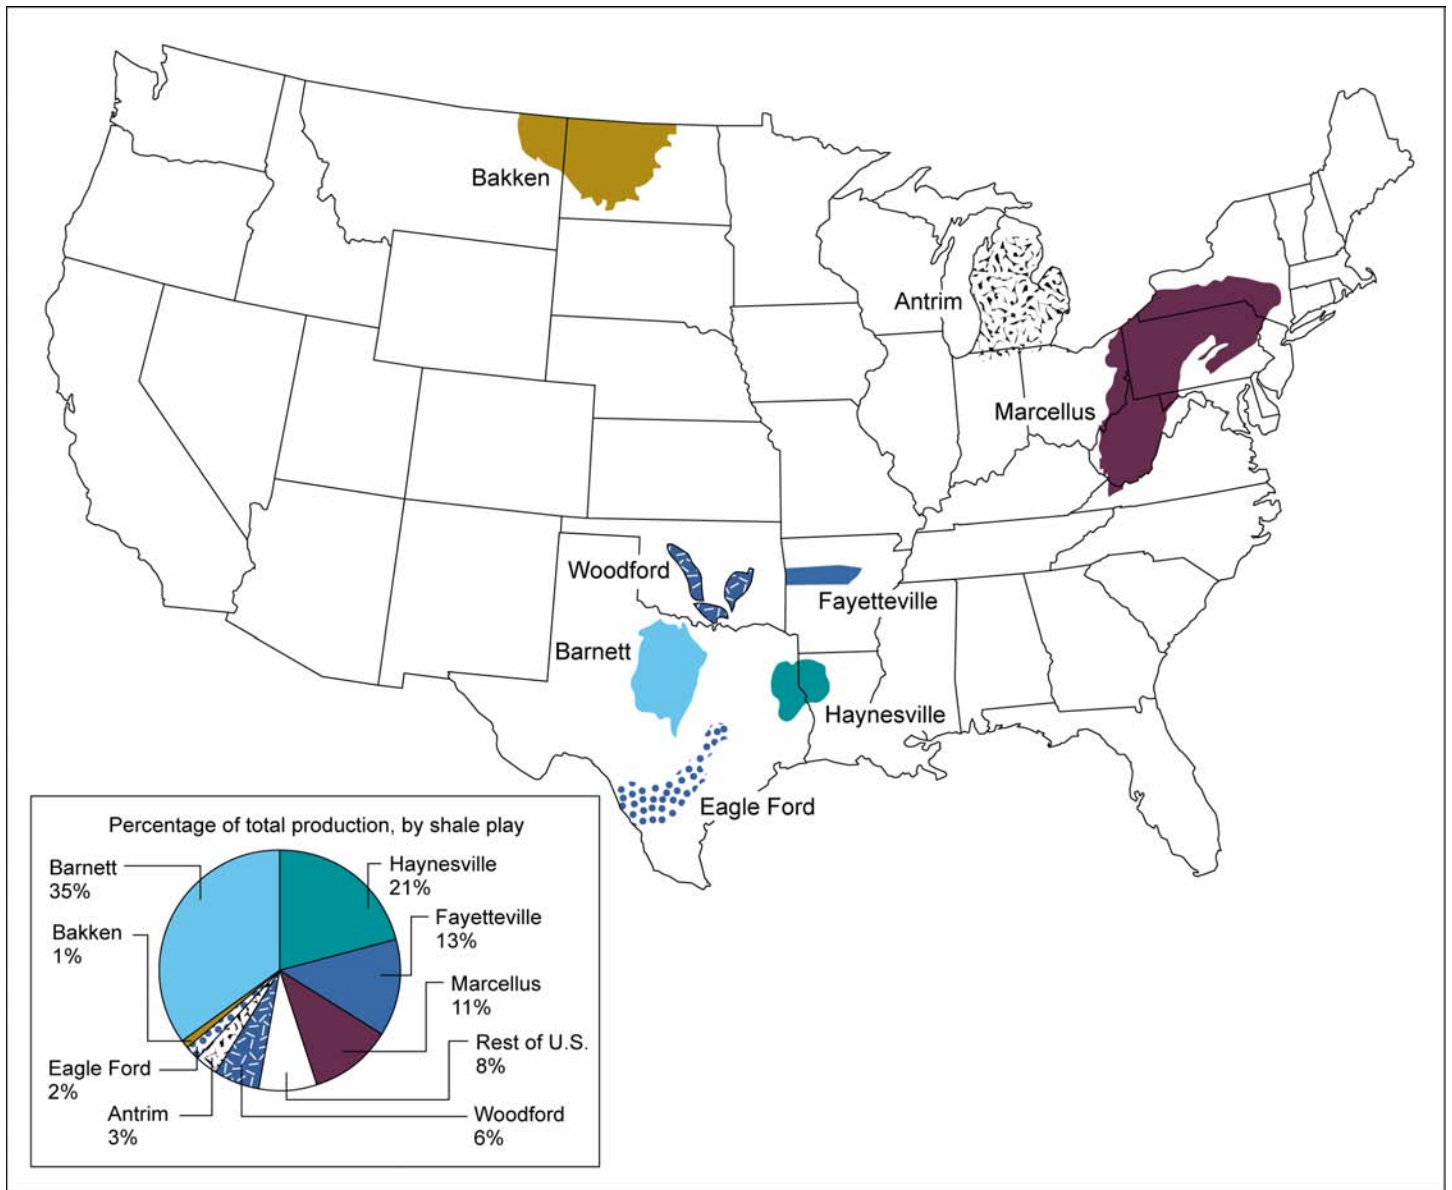 Bakken
Antrim
Marcellus
Woodford
Fayetteville
Barnett
Haynesville
Eagle Ford
Percentage of total production, by shale play
Barnett
35%
Haynesville
21%
Bakken
1%
Fayetteville
13%
Marcellus
11%
Rest of U.S.
8%
Eagle Ford
2%
Antrim
3%
Woodford
6%